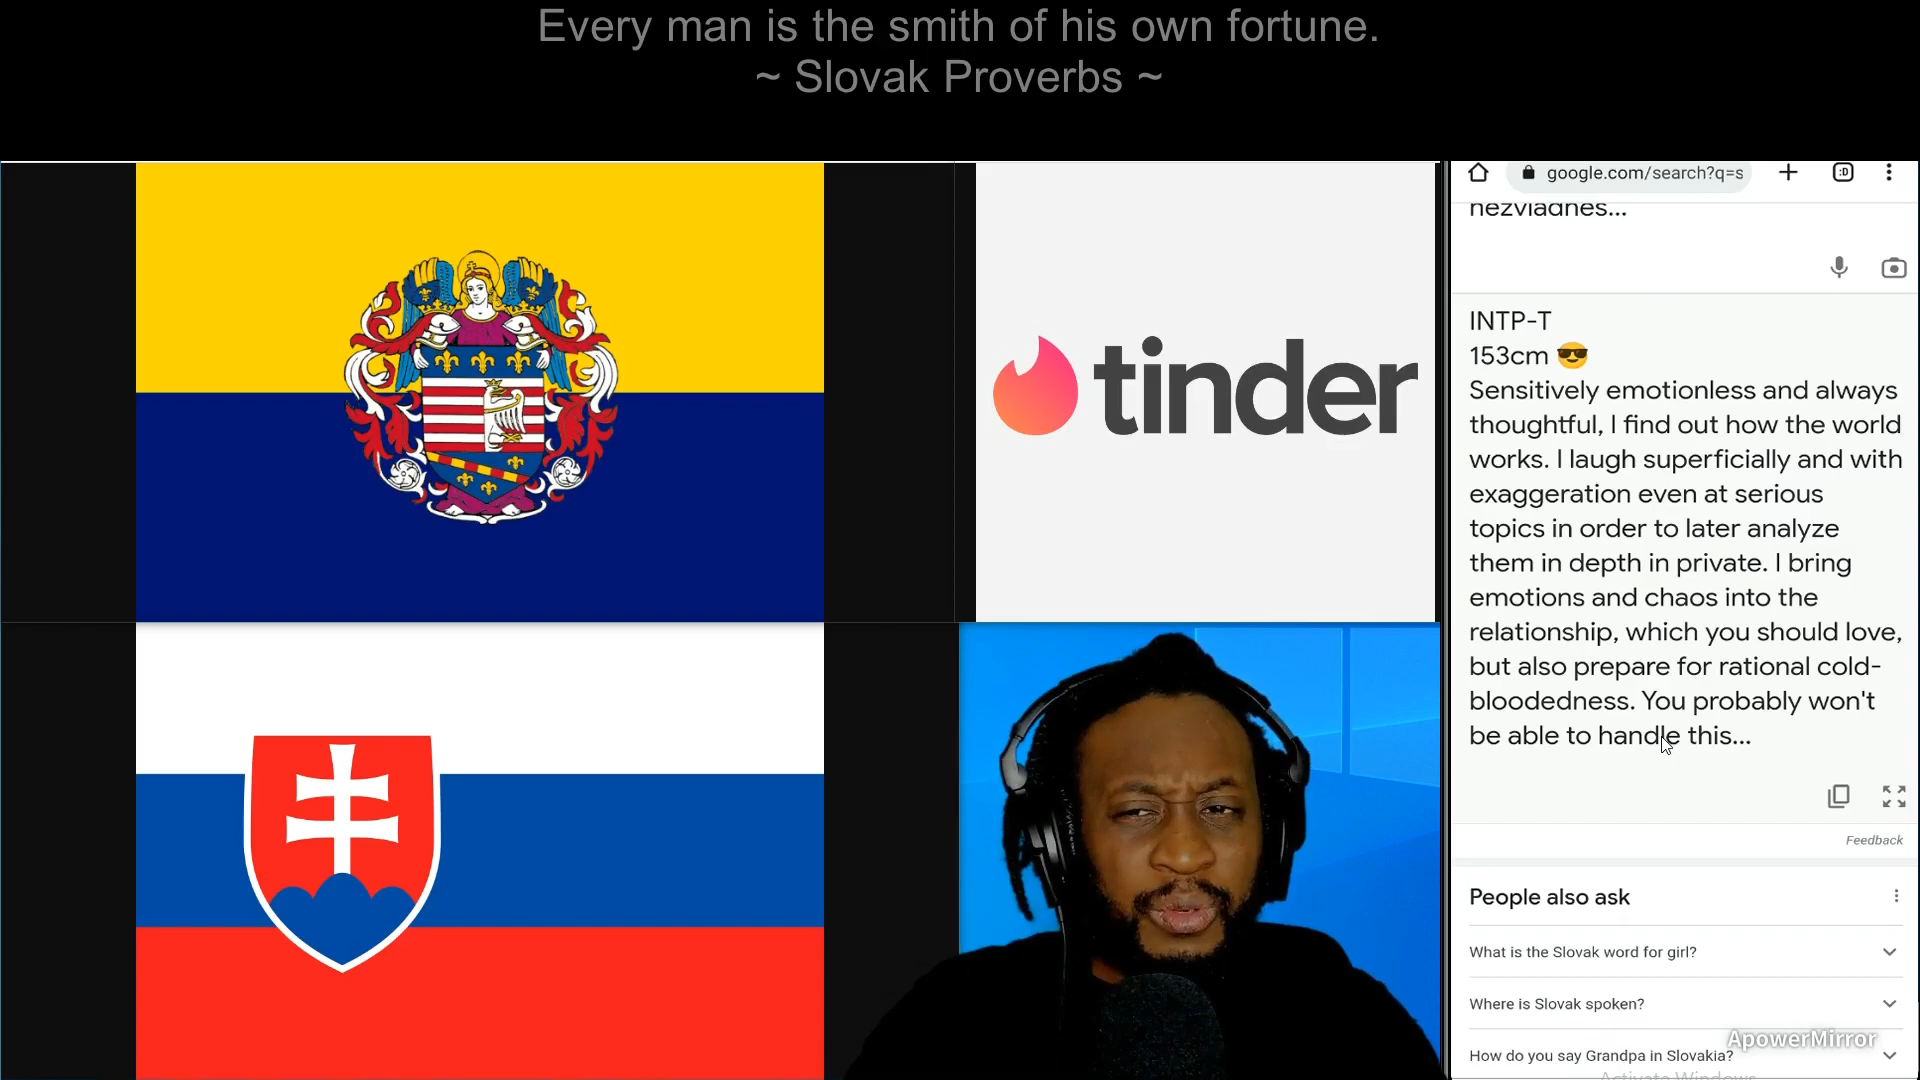 Every man is the smith of his own fortune.
~ Slovak Proverbs ~
tinder
google.com/search?q=s
:D
nezvládneš...
INTP-T
153cm 😎
Sensitively emotionless and always
thoughtful, I find out how the world
works. I laugh superficially and with
exaggeration even at serious
topics in order to later analyze
them in depth in private. I bring
emotions and chaos into the
relationship, which you should love,
but also prepare for rational cold-
bloodedness. You probably won't
be able to handle this...
Feedback
People also ask
What is the Slovak word for girl?
Where is Slovak spoken?
ApowerMirror
How do you say Grandpa in Slovakia?
Activate Windows